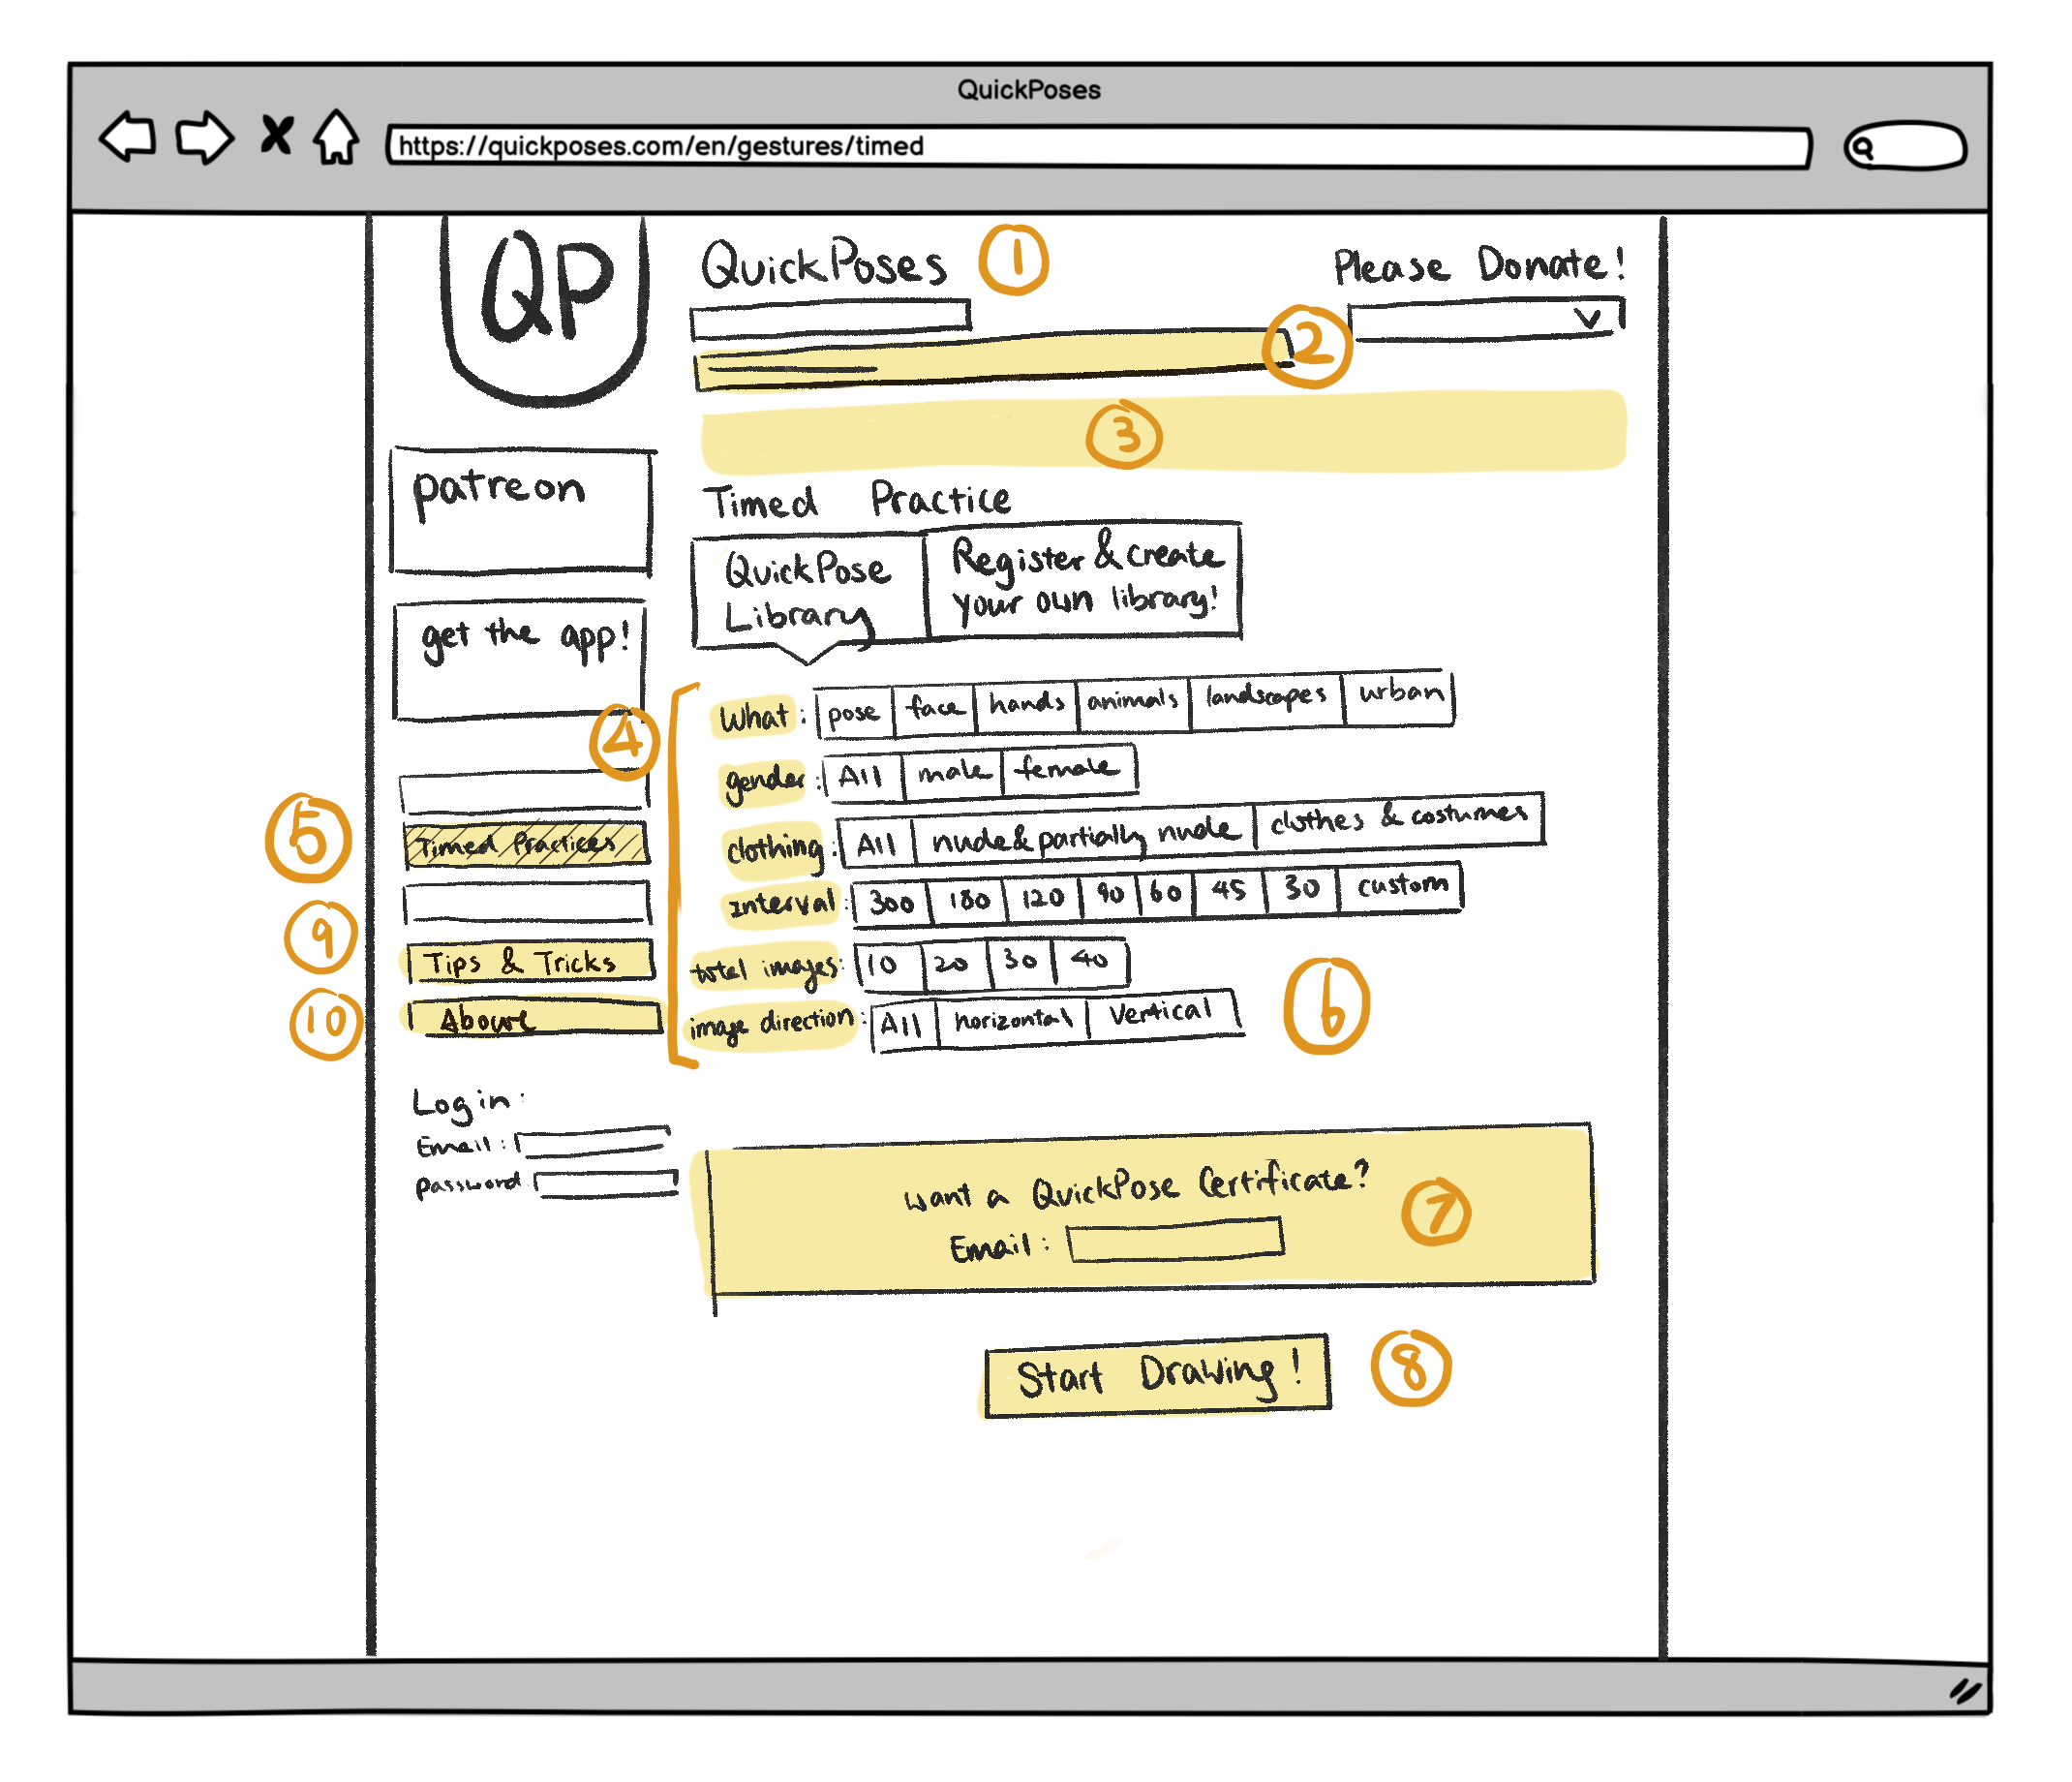 QuickPoses
https://quickposes.com/en/gestures/timed
QP
QuickPoses
1
Please Donate!
2
3
patreon
Timed Practice
QuickPose Library
Register & create your own library!
get the app!
4
What: pose face hands animals landscapes urban
gender: All male female
5
Timed Practices
clothing: All nude & partially nude clothes & costumes
interval: 300 180 120 90 60 45 30 custom
9
Tips & Tricks
total images: 10 20 30 40
10
image direction: All horizontal Vertical
6
Login:
Email:
password:
want a QuickPose Certificate?
Email:
7
Start Drawing!
8